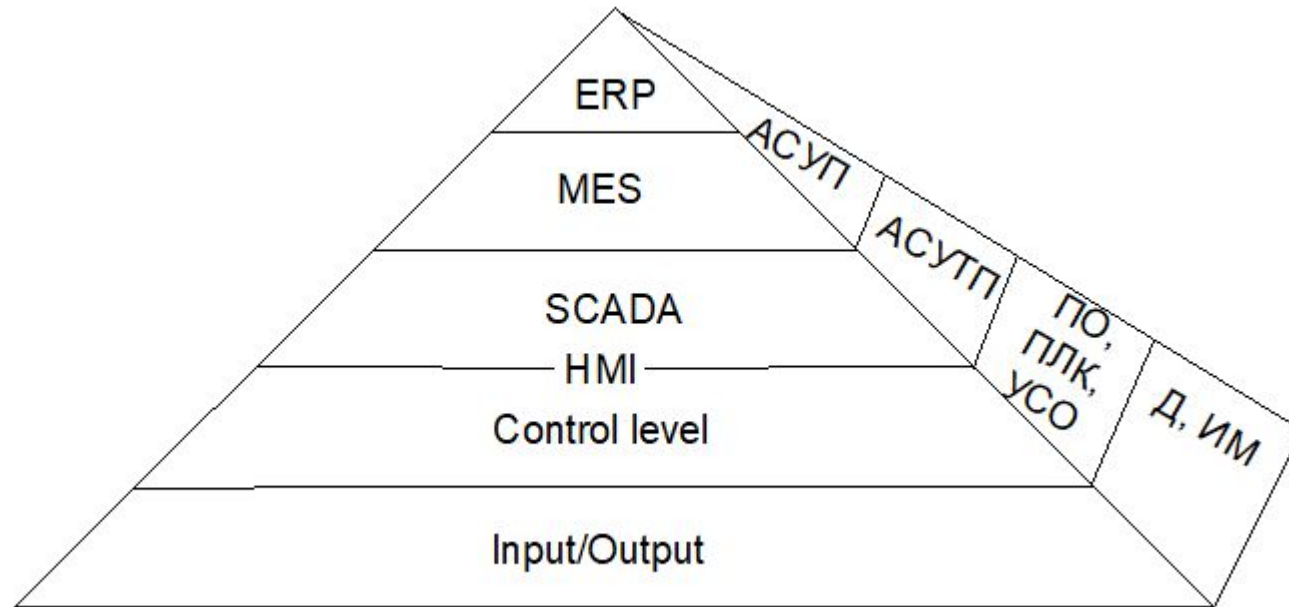 ERP
MES
SCADA
HMI
Control level
Input/Output
АСУП
АСУТП
ПО,
ПЛК,
УСО
Д, ИМ